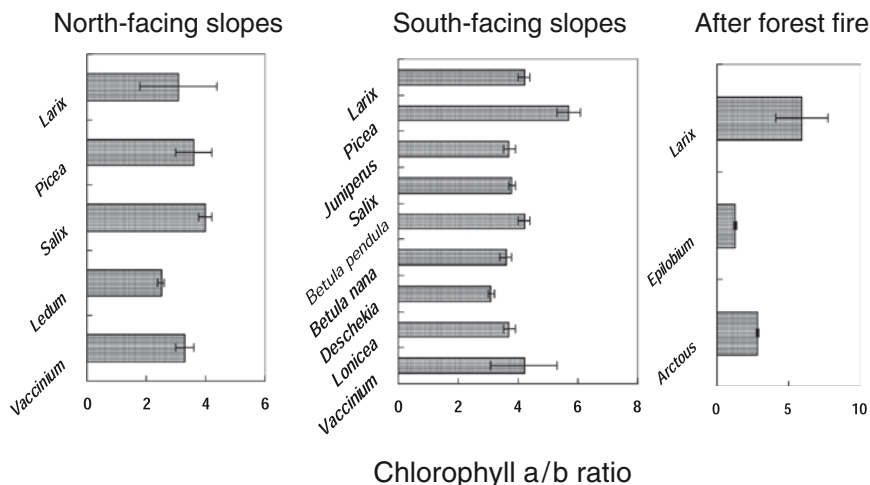 North-facing slopes
Larix
Picea
Salix
Ledum
Vaccinium
0 2 4 6
South-facing slopes
Larix
Picea
Juniperus
Salix
Betula pendula
Betula nana
Deschekia
Lonicea
Vaccinium
0 2 4 6 8
After forest fire
Larix
Epilobium
Arctous
0 5 10
Chlorophyll a/b ratio